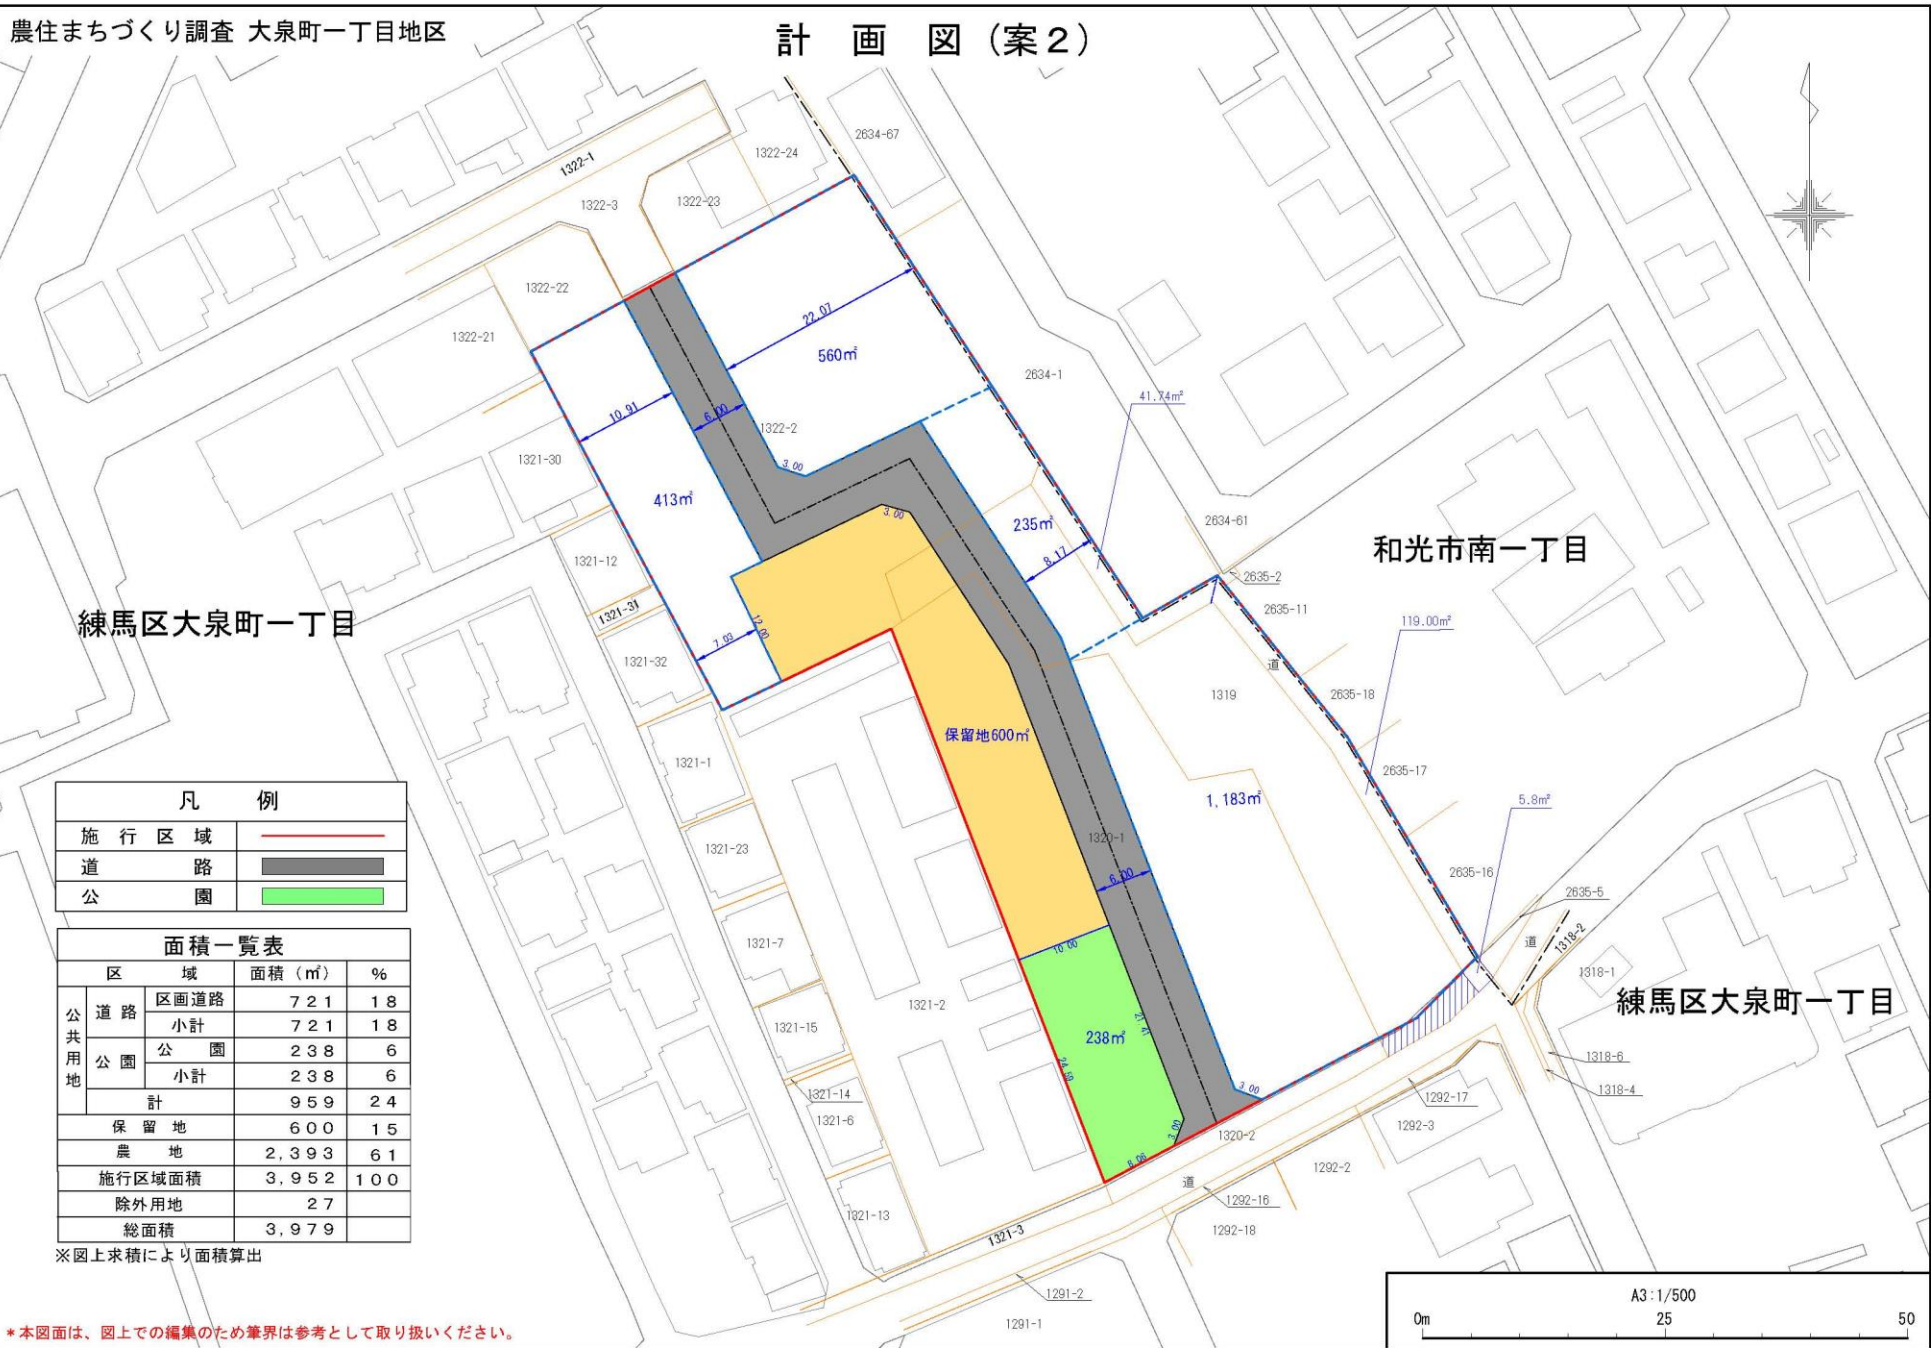 農住まちづくり調査 大泉町一丁目地区
計 画 図 (案2)
2634-67
1322-24
1322-1
1322-3
1322-23
1322-22
1322-21
22.07
560㎡
2634-1
41.74㎡
10.91
6.00
1322-2
3.00
1321-30
413㎡
3.00
235㎡
8.17
2634-61
和光市南一丁目
1321-12
2635-2
2635-11
1321-31
練馬区大泉町一丁目
12.00
7.93
119.00㎡
1321-32
道
1319
2635-18
保留地600㎡
1321-1
2635-17
1,183㎡
5.8㎡
1320-1
1321-23
6.00
2635-16
2635-5
1321-7
10.00
道
1318-2
1318-1
1321-2
練馬区大泉町一丁目
1321-15
21.41
238㎡
24.59
1318-6
1318-4
1321-14
3.00
1292-17
1321-6
3.00
1320-2
1292-3
8.06
1292-2
道
1292-16
1321-13
1292-18
1321-3
1291-2
1291-1
凡 例
施 行 区 域
道 路
公 園
面積一覧表
区 域 面積(㎡) %
公共用地 道路 区画道路 721 18
小計 721 18
公園 公 園 238 6
小計 238 6
計 959 24
保 留 地 600 15
農 地 2,393 61
施行区域面積 3,952 100
除外用地 27
総面積 3,979
※図上求積により面積算出
*本図面は、図上での編集のため筆界は参考として取り扱いください。
A3:1/500
0m 25 50